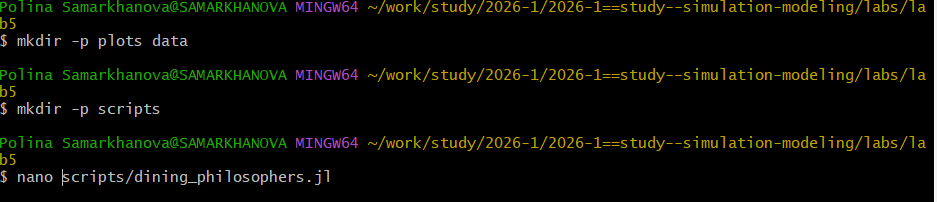 Polina Samarkhanova@SAMARKHANOVA MINGW64 ~/work/study/2026-1/2026-1==study--simulation-modeling/labs/la
b5
$ mkdir -p plots data
Polina Samarkhanova@SAMARKHANOVA MINGW64 ~/work/study/2026-1/2026-1==study--simulation-modeling/labs/la
b5
$ mkdir -p scripts
Polina Samarkhanova@SAMARKHANOVA MINGW64 ~/work/study/2026-1/2026-1==study--simulation-modeling/labs/la
b5
$ nano scripts/dining_philosophers.jl